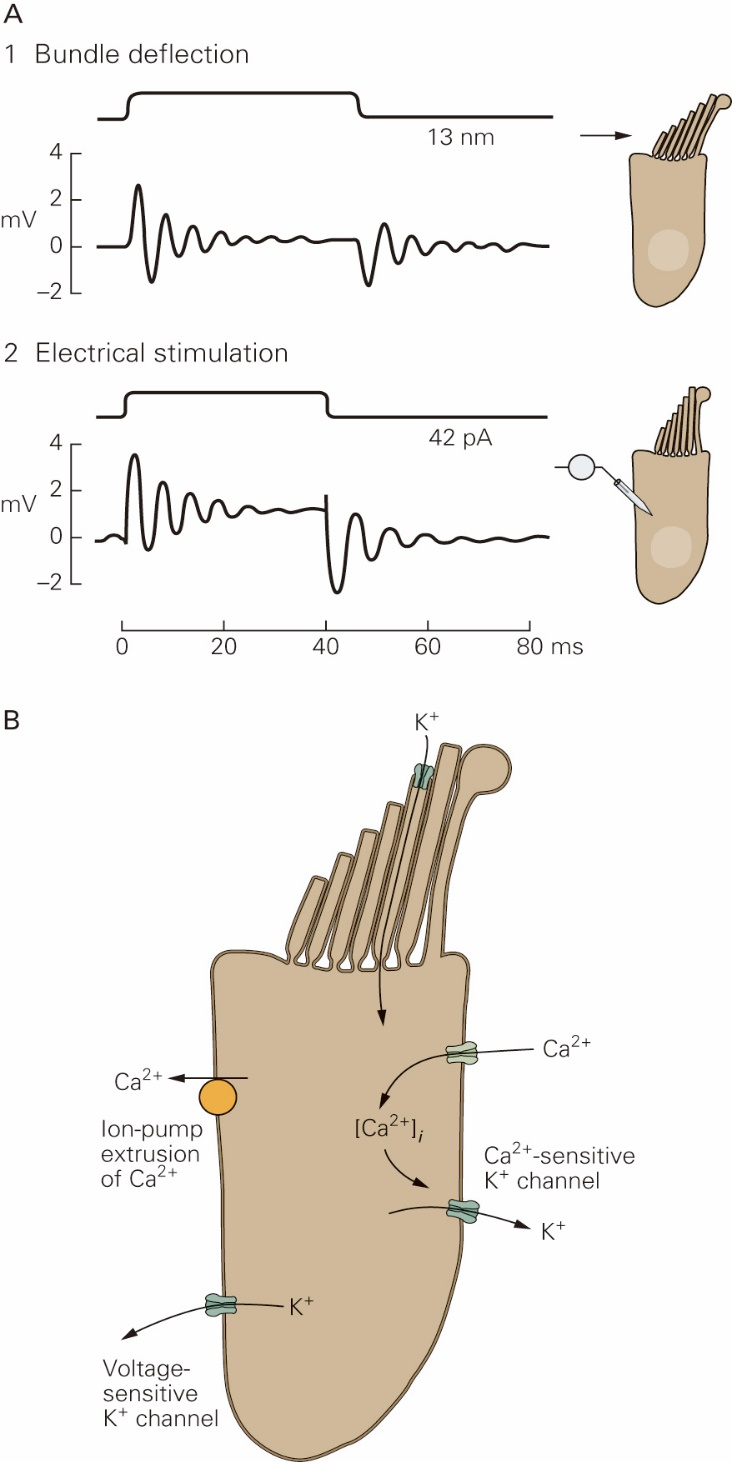 A
1 Bundle deflection
13 nm
4
2
mV
0
–2
2 Electrical stimulation
42 pA
4
2
mV
0
–2
0 20 40 60 80 ms
B
K⁺
Ca²⁺
Ca²⁺
[Ca²⁺]ᵢ
Ion-pump
extrusion
of Ca²⁺
Ca²⁺-sensitive
K⁺ channel
K⁺
K⁺
Voltage-
sensitive
K⁺ channel